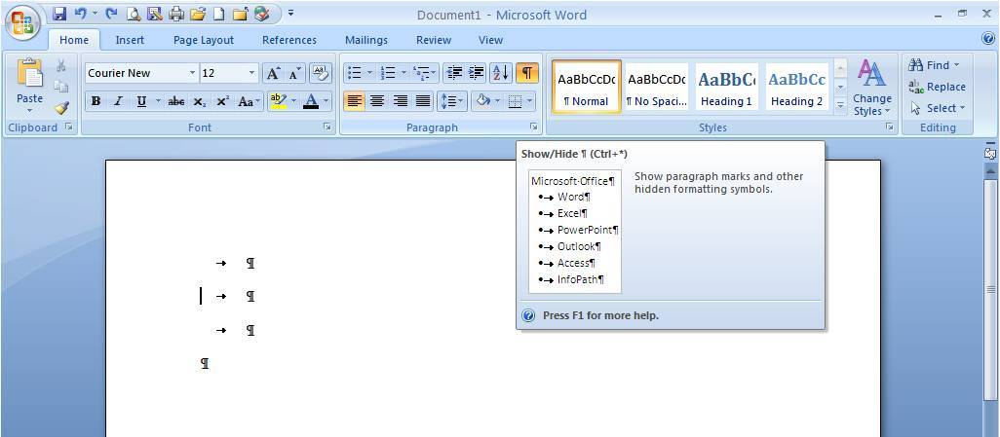 Document1 - Microsoft Word
Home Insert Page Layout References Mailings Review View
Courier New 12 AaBbCcDc AaBbCcDc AaBbCc AaBbCc Find
Paste ¶ Normal ¶ No Spaci... Heading 1 Heading 2 Change Styles Replace
B I U abc x₂ x² Aa ab A Select
Clipboard Font Paragraph Styles Editing
Show/Hide ¶ (Ctrl+*)
Microsoft·Office¶
•→ Word¶
•→ Excel¶
•→ PowerPoint¶
•→ Outlook¶
•→ Access¶
•→ InfoPath¶
Show paragraph marks and other
hidden formatting symbols.
Press F1 for more help.
→ ¶
→ ¶
→ ¶
¶